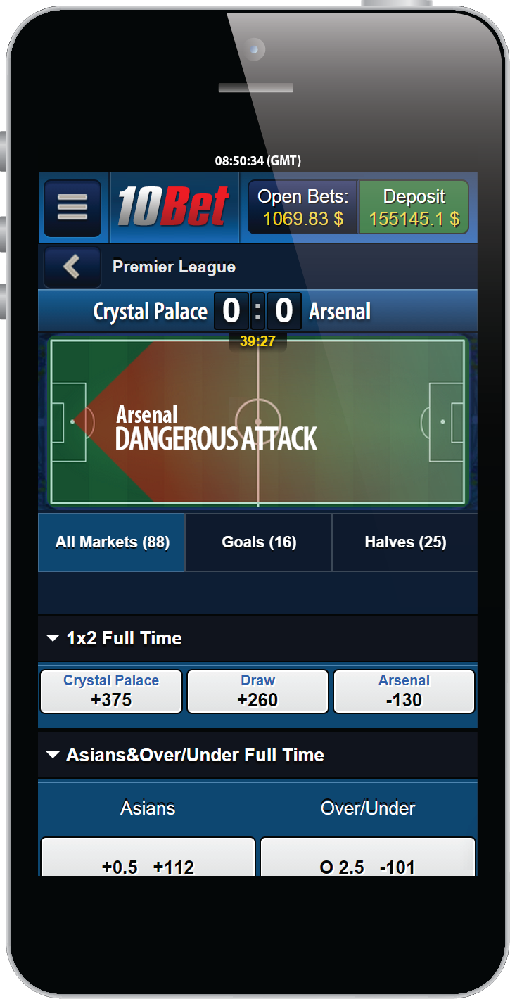 08:50:34 (GMT)
10Bet
Open Bets:
1069.83 $
Deposit
155145.1 $
Premier League
Crystal Palace 0 : 0 Arsenal
39:27
Arsenal
DANGEROUS ATTACK
All Markets (88)
Goals (16)
Halves (25)
1x2 Full Time
Crystal Palace
+375
Draw
+260
Arsenal
-130
Asians&Over/Under Full Time
Asians
Over/Under
+0.5 +112
O 2.5 -101